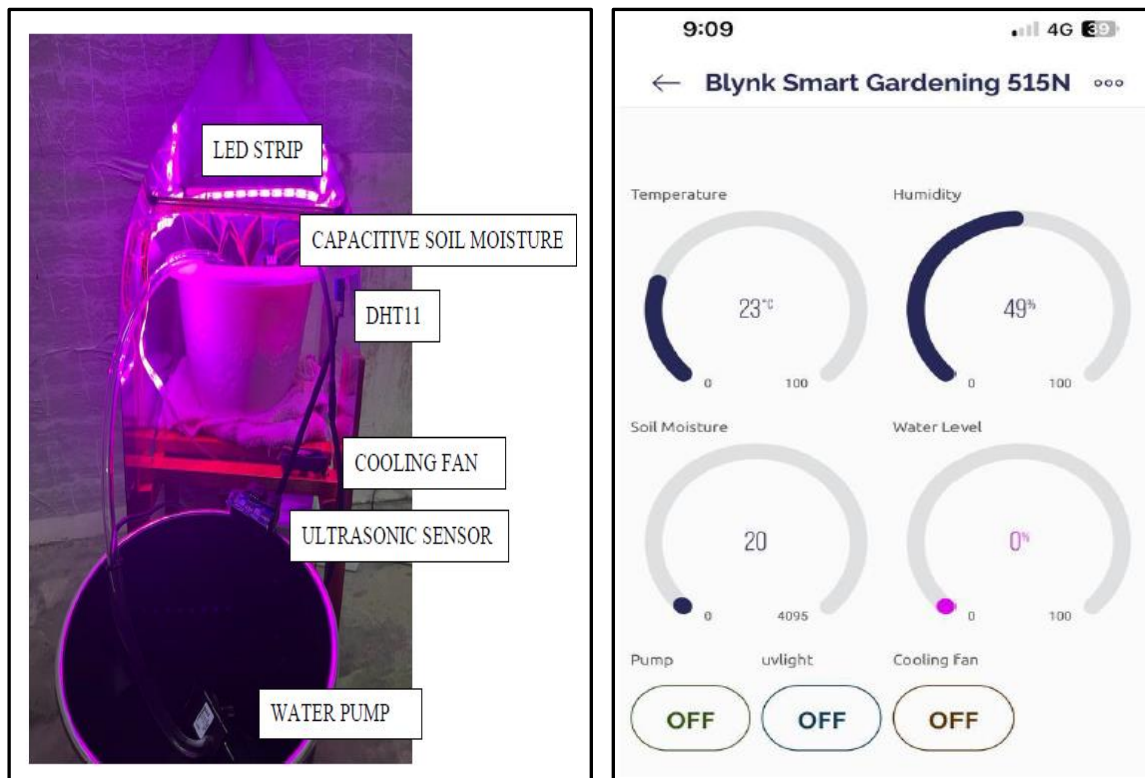 LED STRIP
CAPACITIVE SOIL MOISTURE
DHT11
COOLING FAN
ULTRASONIC SENSOR
WATER PUMP
9:09
4G 39
Blynk Smart Gardening 515N
Temperature
Humidity
23°C
49%
0 100
0 100
Soil Moisture
Water Level
20
0%
0 4095
0 100
Pump uvlight Cooling Fan
OFF OFF OFF